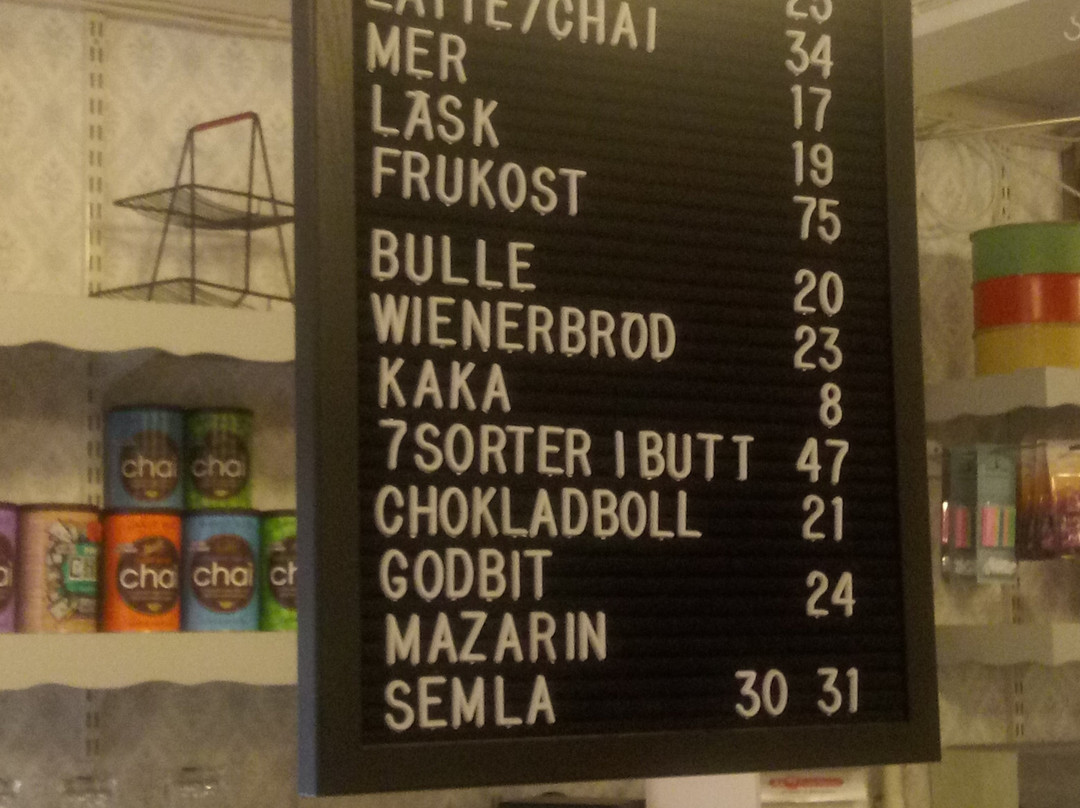 LATTE/CHAI 34
MER 17
LÄSK 19
FRUKOST 75
BULLE 20
WIENERBRÖD 23
KAKA 8
7SORTER I BUTT 47
CHOKLADBOLL 21
GODBIT 24
MAZARIN
SEMLA 30 31
chai
chai
chai
chai